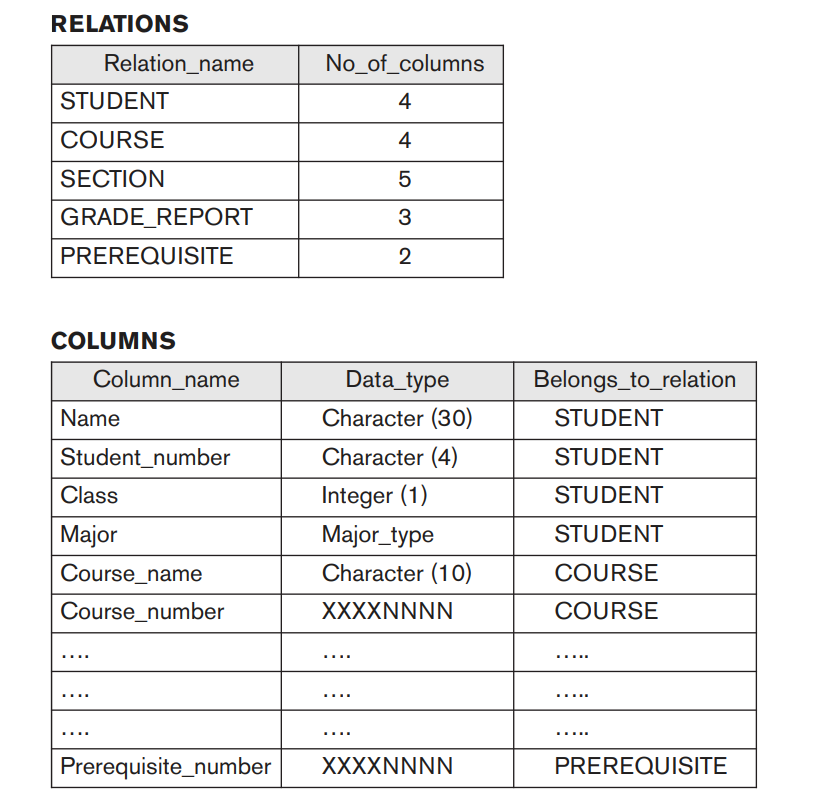 RELATIONS
Relation_name No_of_columns
STUDENT 4
COURSE 4
SECTION 5
GRADE_REPORT 3
PREREQUISITE 2
COLUMNS
Column_name Data_type Belongs_to_relation
Name Character (30) STUDENT
Student_number Character (4) STUDENT
Class Integer (1) STUDENT
Major Major_type STUDENT
Course_name Character (10) COURSE
Course_number XXXXNNNN COURSE
.... .... .....
.... .... .....
.... .... .....
Prerequisite_number XXXXNNNN PREREQUISITE